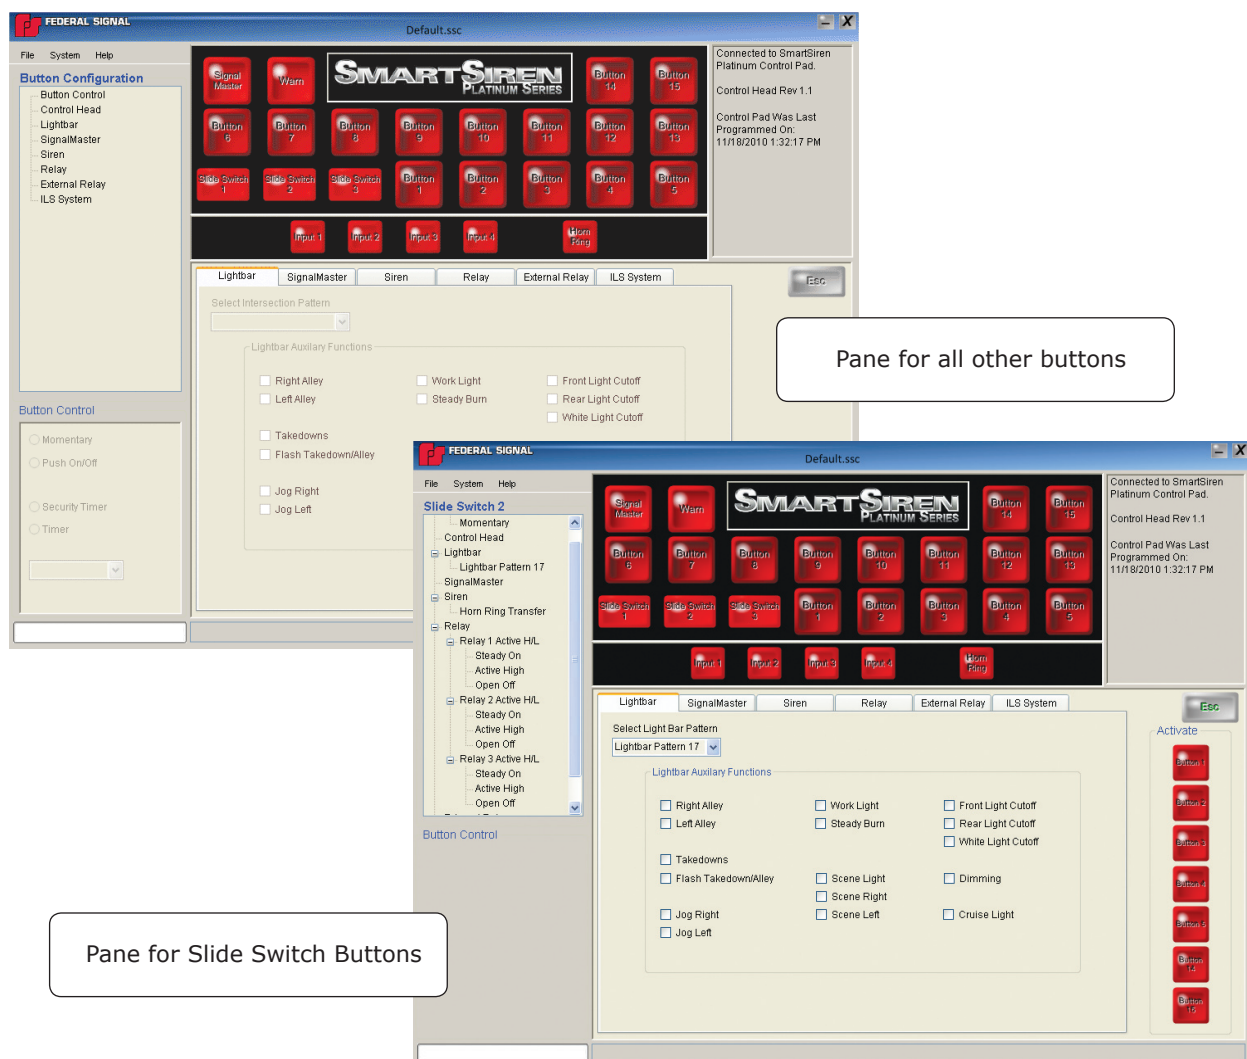 FEDERAL SIGNAL
Default.ssc
File System Help
Button Configuration
Button Control
Control Head
Lightbar
SignalMaster
Siren
Relay
External Relay
ILS System
Signal Master
Warn
SMARTSIREN
PLATINUM SERIES
Button 14
Button 15
Button 6
Button 7
Button 8
Button 9
Button 10
Button 11
Button 12
Button 13
Slide Switch 1
Slide Switch 2
Slide Switch 3
Button 1
Button 2
Button 3
Button 4
Button 5
Input 1
Input 2
Input 3
Input 4
Horn Ring
Connected to SmartSiren
Platinum Control Pad.
Control Head Rev 1.1
Control Pad Was Last
Programmed On:
11/18/2010 1:32:17 PM
Lightbar SignalMaster Siren Relay External Relay ILS System
Esc
Select Intersection Pattern
Lightbar Auxilary Functions
Right Alley Work Light Front Light Cutoff
Left Alley Steady Burn Rear Light Cutoff
White Light Cutoff
Takedowns
Flash Takedown/Alley
Jog Right
Jog Left
Button Control
Momentary
Push On/Off
Security Timer
Timer
Pane for all other buttons
FEDERAL SIGNAL
Default.ssc
File System Help
Slide Switch 2
Momentary
Control Head
Lightbar
Lightbar Pattern 17
SignalMaster
Siren
Horn Ring Transfer
Relay
Relay 1 Active H/L
Steady On
Active High
Open Off
Relay 2 Active H/L
Steady On
Active High
Open Off
Relay 3 Active H/L
Steady On
Active High
Open Off
Button Control
Signal Master
Warn
SMARTSIREN
PLATINUM SERIES
Button 14
Button 15
Button 6
Button 7
Button 8
Button 9
Button 10
Button 11
Button 12
Button 13
Slide Switch 1
Slide Switch 2
Slide Switch 3
Button 1
Button 2
Button 3
Button 4
Button 5
Input 1
Input 2
Input 3
Input 4
Horn Ring
Connected to SmartSiren
Platinum Control Pad.
Control Head Rev 1.1
Control Pad Was Last
Programmed On:
11/18/2010 1:32:17 PM
Lightbar SignalMaster Siren Relay External Relay ILS System
Esc
Select Light Bar Pattern
Lightbar Pattern 17
Lightbar Auxilary Functions
Right Alley Work Light Front Light Cutoff
Left Alley Steady Burn Rear Light Cutoff
White Light Cutoff
Takedowns
Flash Takedown/Alley Scene Light Dimming
Scene Right
Jog Right Scene Left Cruise Light
Jog Left
Activate
Button 1
Button 2
Button 3
Button 4
Button 5
Button 14
Button 15
Pane for Slide Switch Buttons